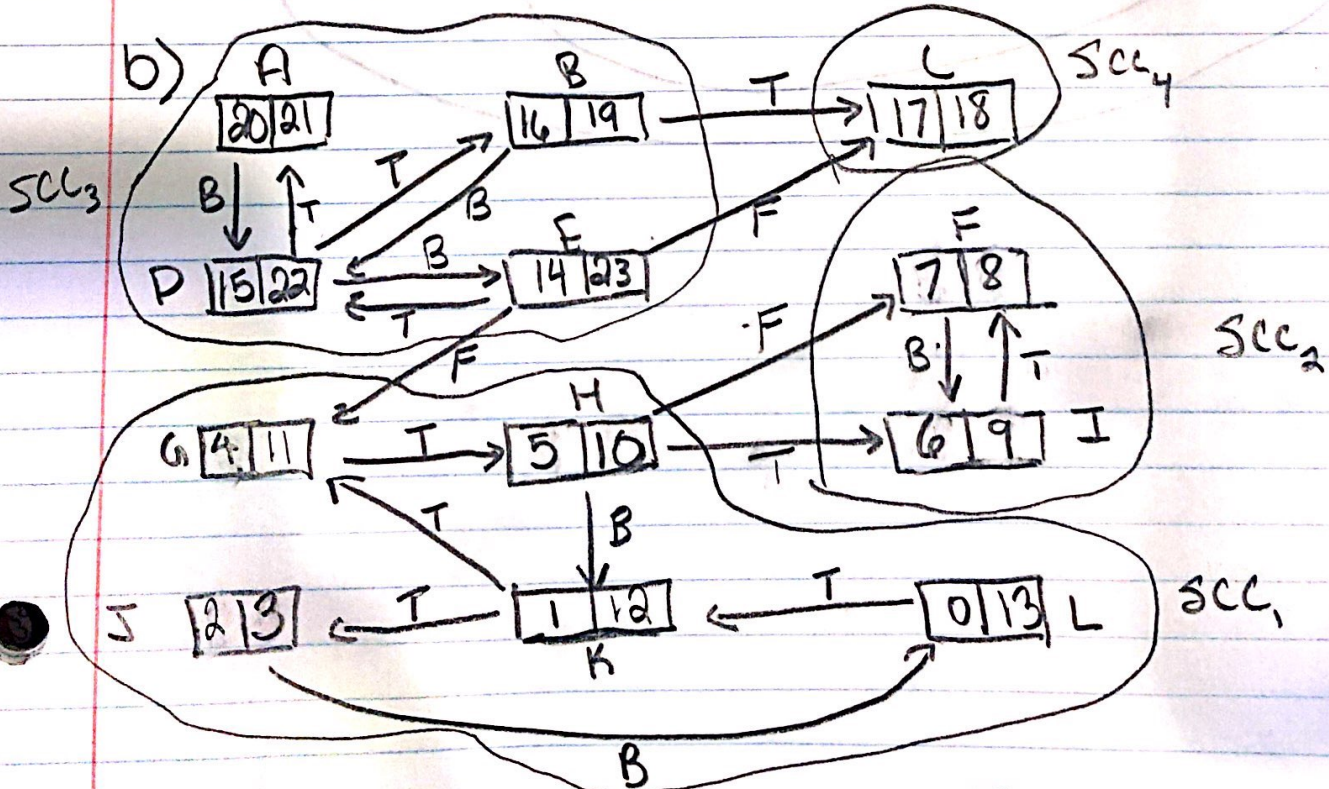 b) A B C SCC₄
20 21 16 19 T 17 18
SCC₃ B T T B F
D 15 22 B E 14 23 F 7 8
T F F B T SCC₂
G 4 11 T H 5 10 T 6 9 I
T B
J 2 3 T 1 12 T 0 13 L SCC₁
K
B